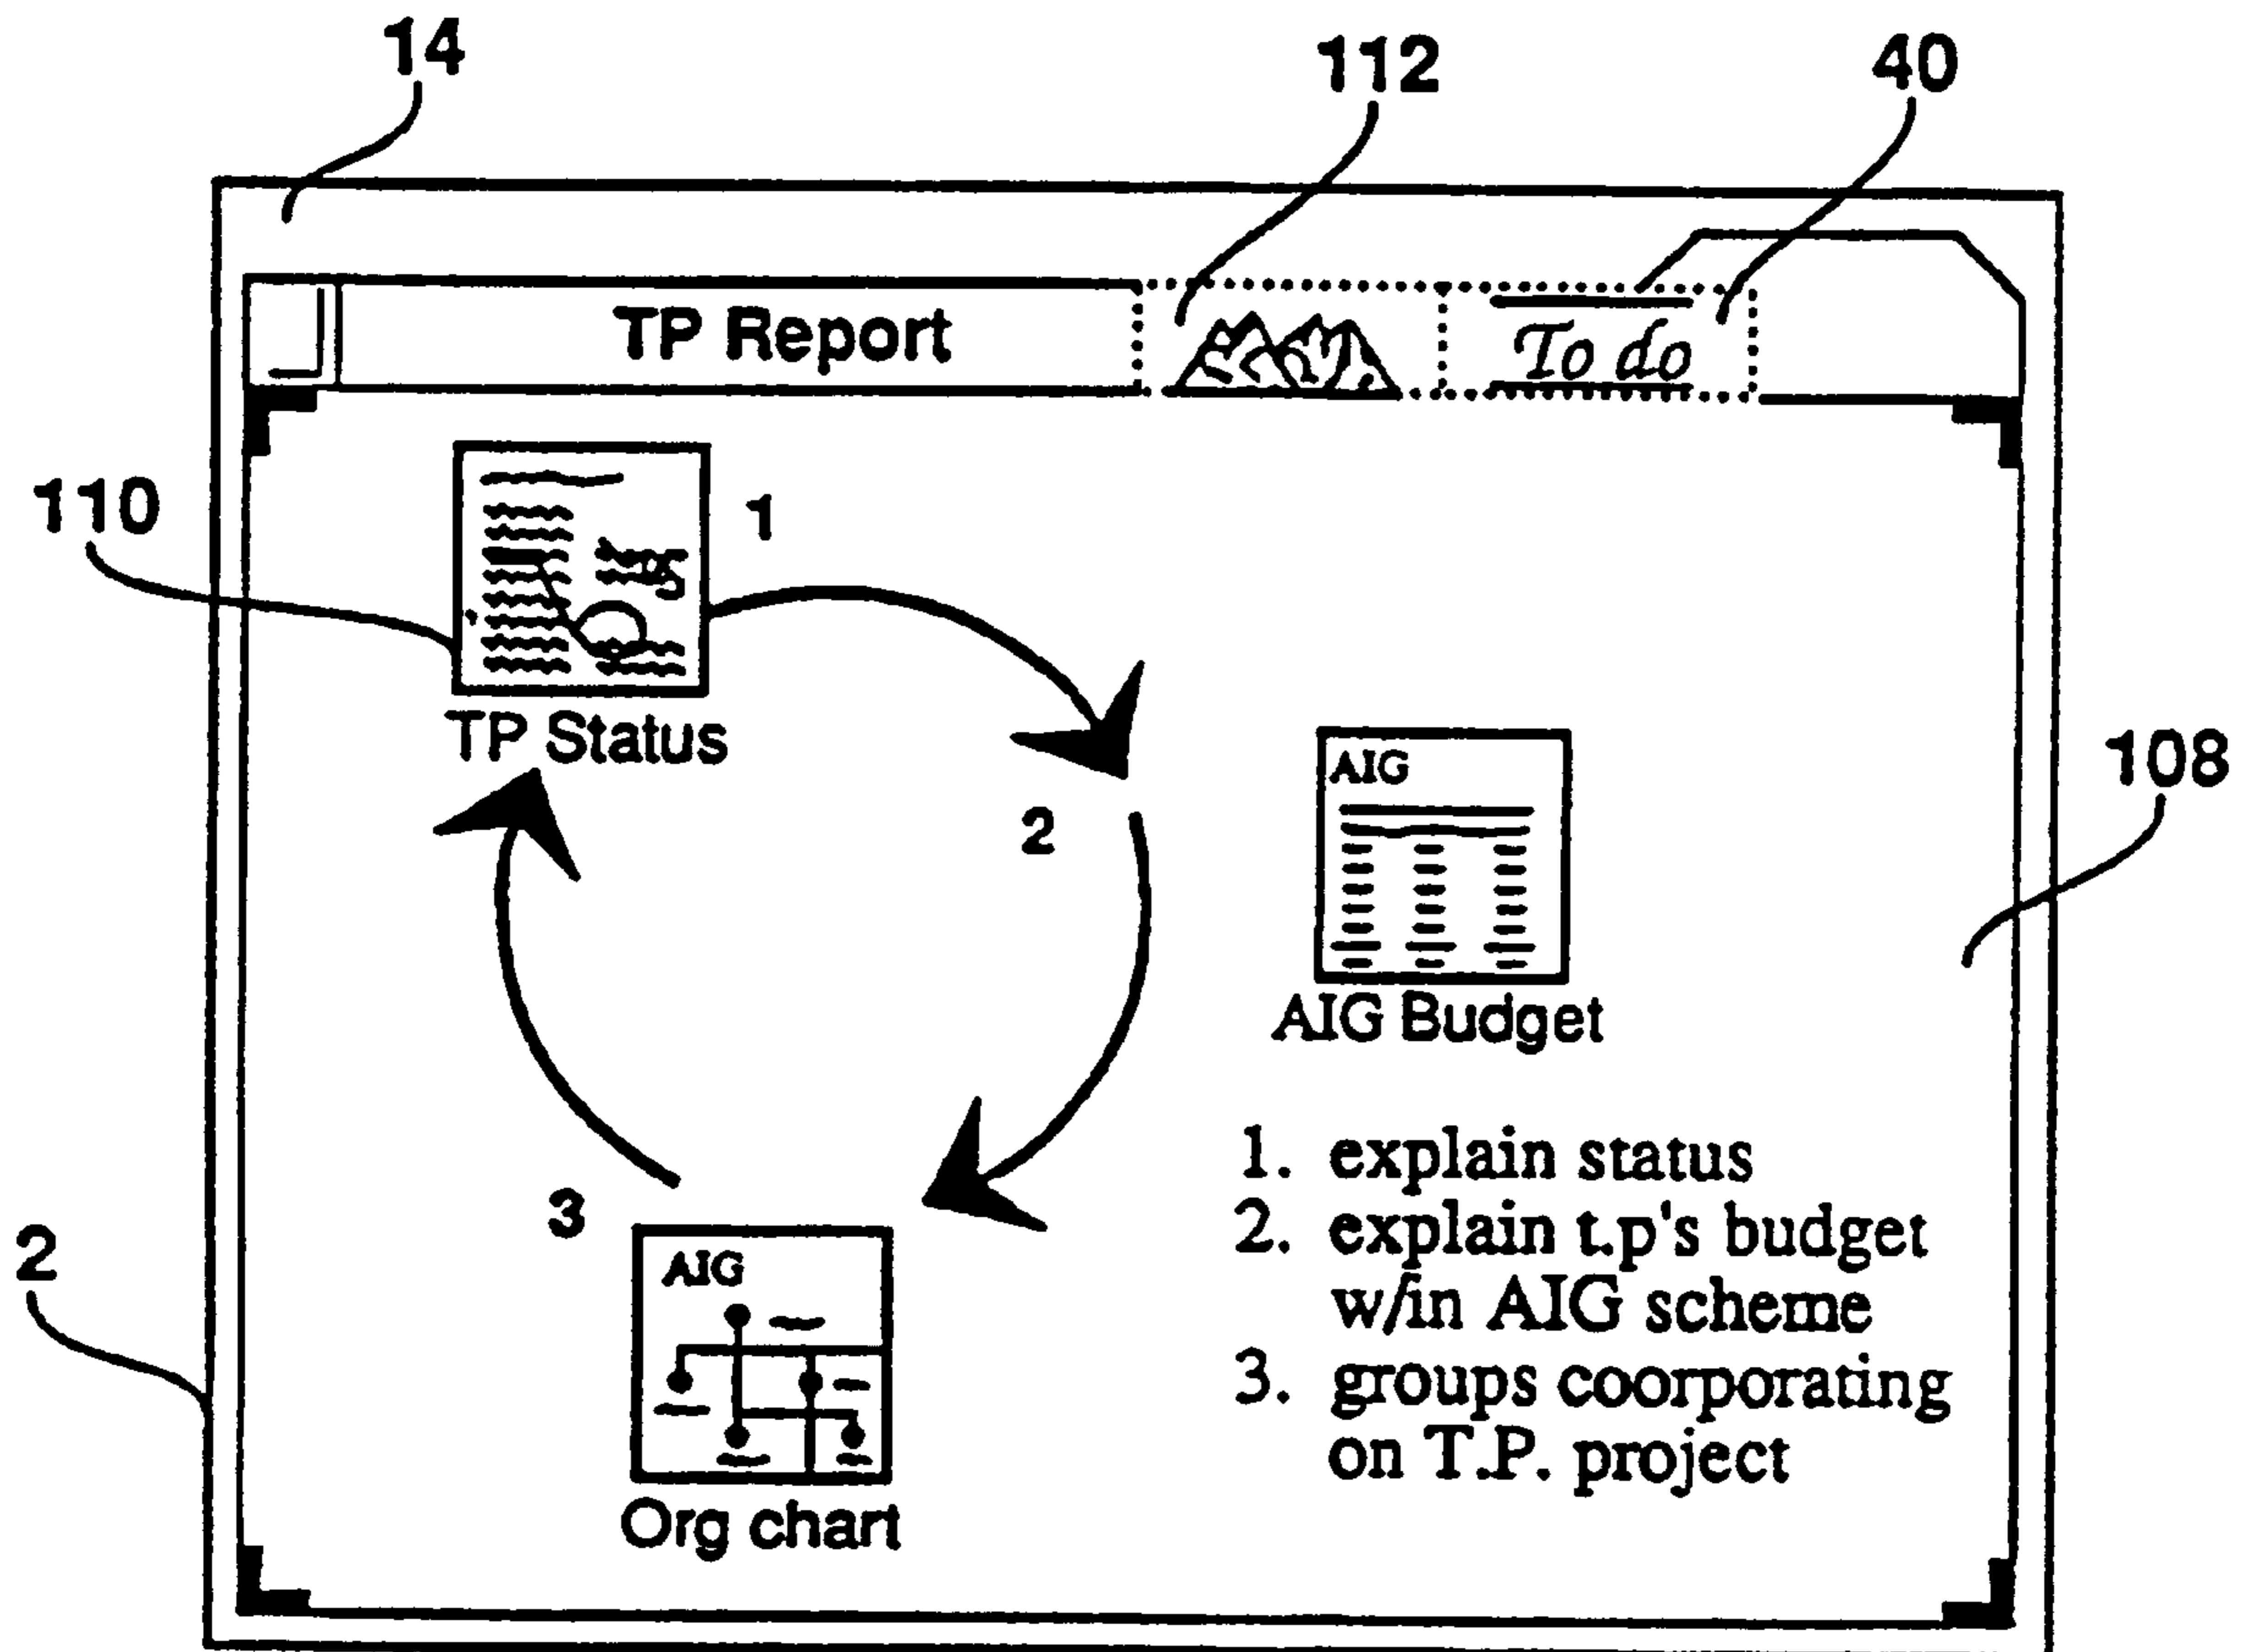 14
112
40
TP Report
To do
110
1
TP Status
2
AIG
108
AIG Budget
1. explain status
2. explain t.p's budget
w/in AIG scheme
3. groups coorporating
on T.P. project
3
2
AIG
Org chart